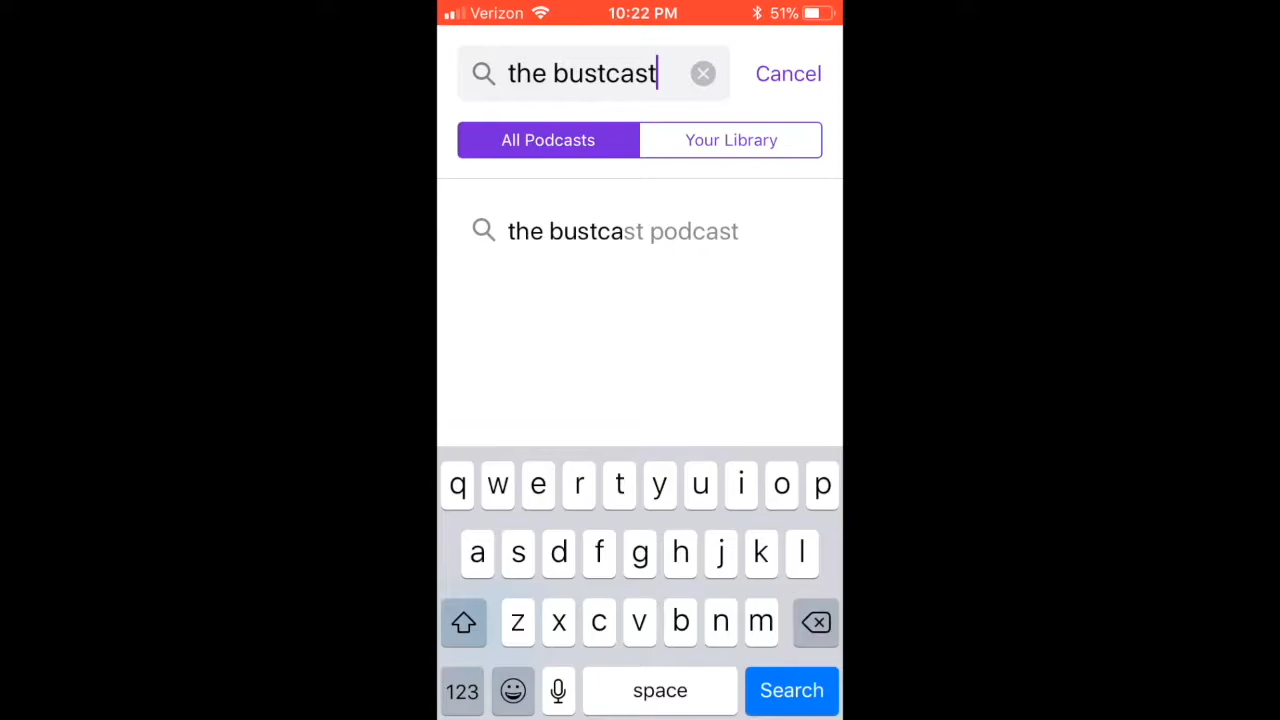 Verizon 10:22 PM 51%
the bustcast Cancel
All Podcasts Your Library
the bustcast podcast
q w e r t y u i o p
a s d f g h j k l
z x c v b n m
123 space Search